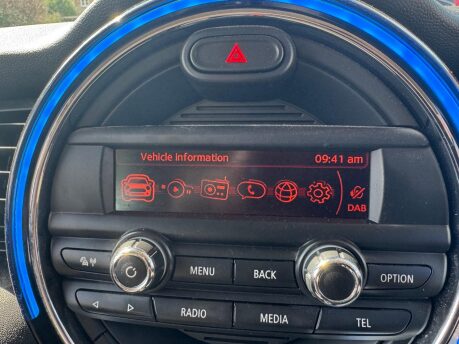 Vehicle information 09:41 am
DAB
MENU BACK OPTION
RADIO MEDIA TEL